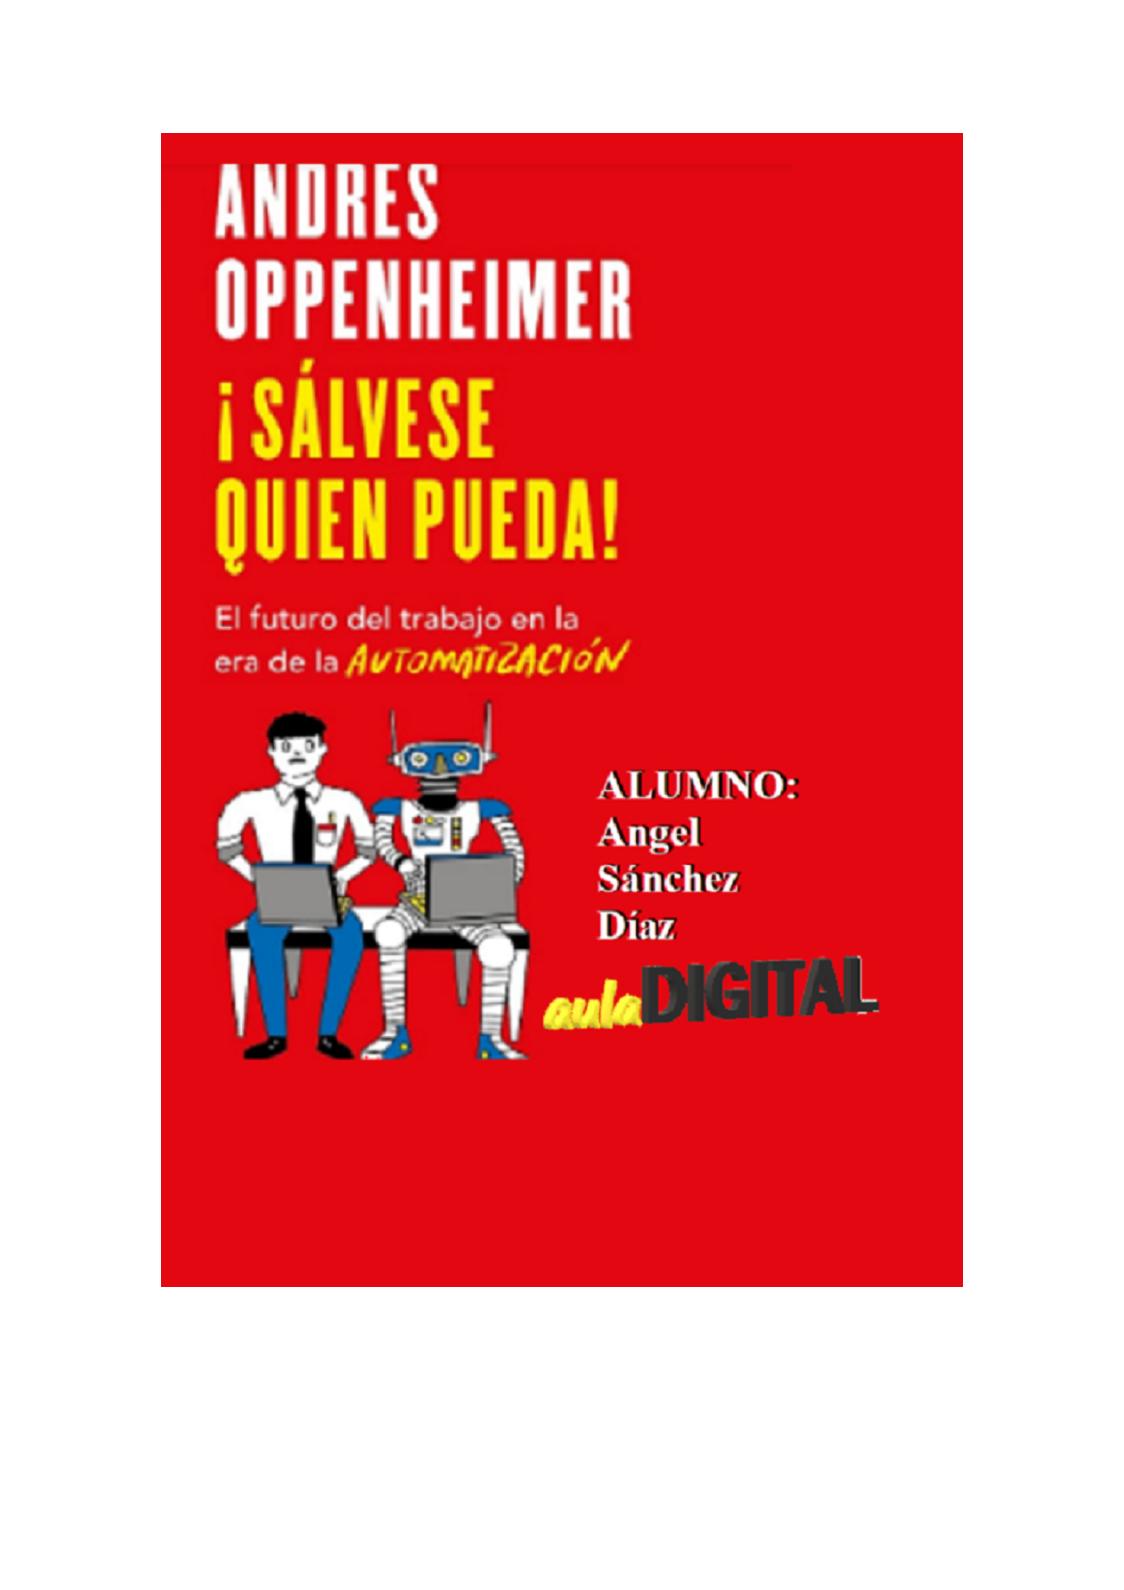 ANDRES
OPPENHEIMER
¡SÁLVESE
QUIEN PUEDA!
El futuro del trabajo en la
era de la AUTOMATIZACIÓN
ALUMNO:
Angel
Sánchez
Díaz
aulaDIGITAL